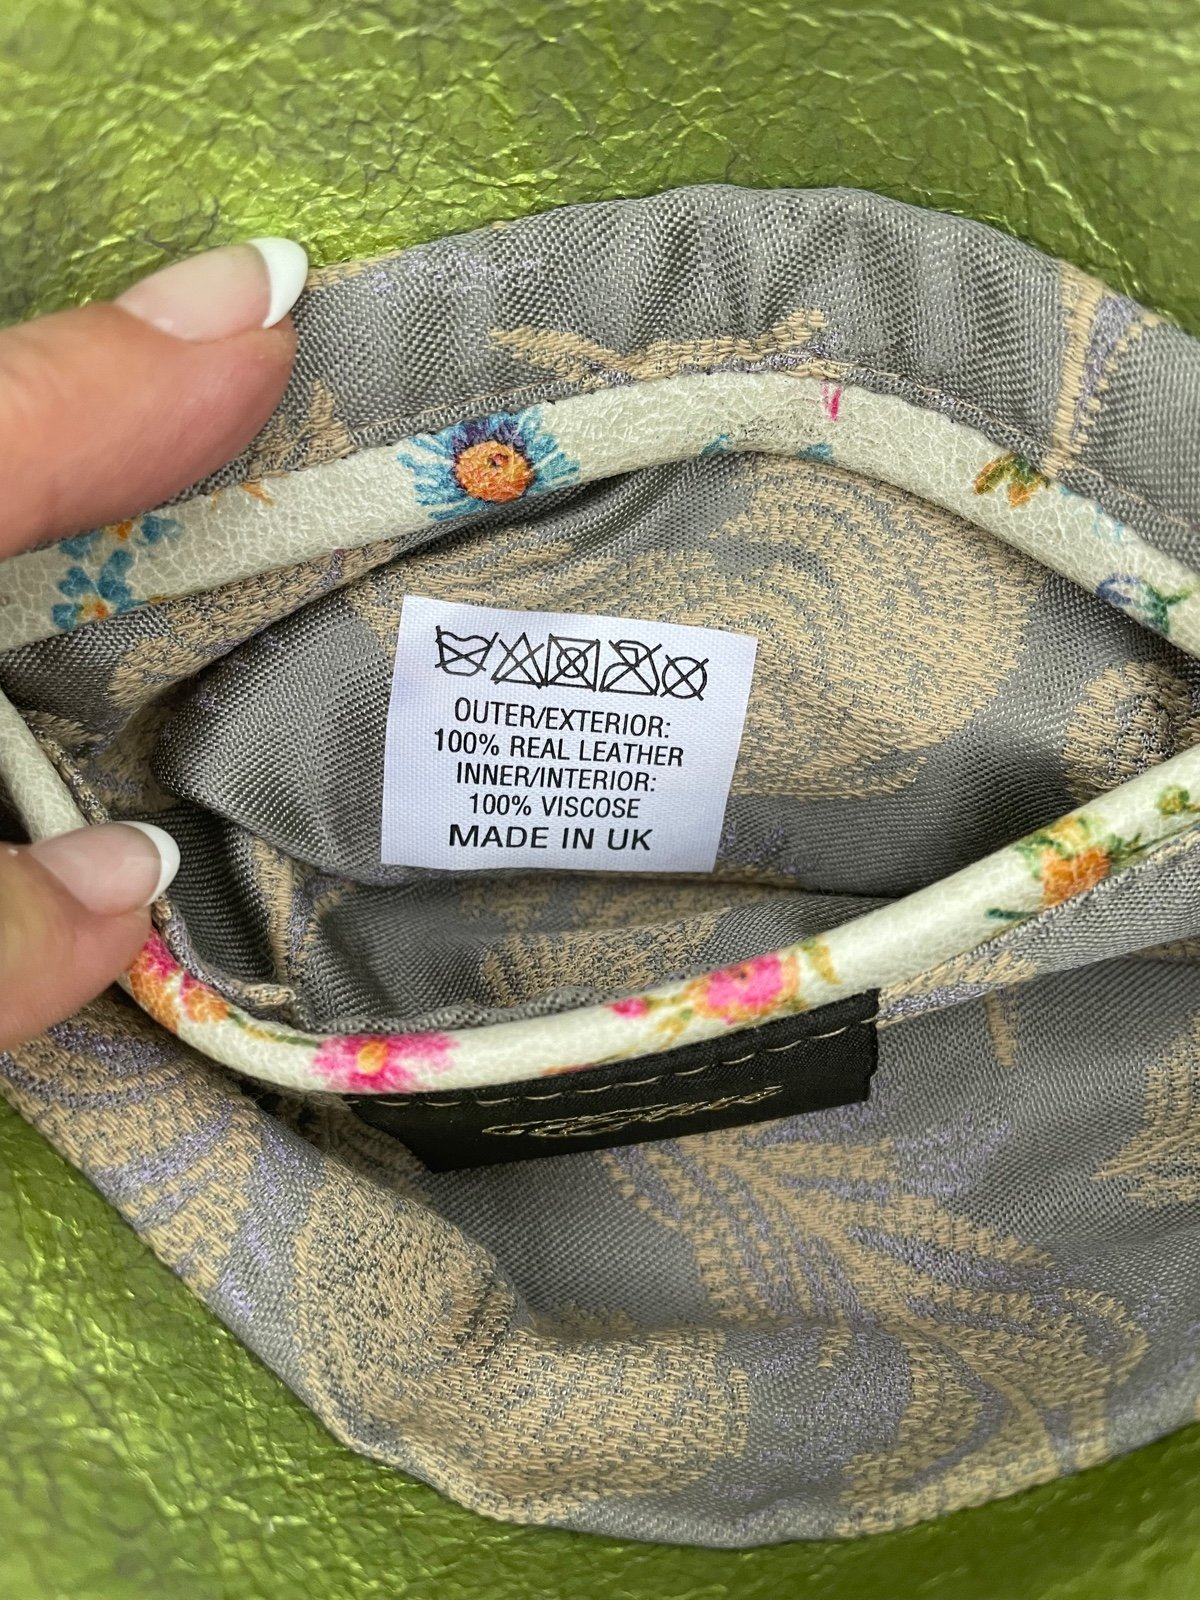 OUTER/EXTERIOR:
100% REAL LEATHER
INNER/INTERIOR:
100% VISCOSE
MADE IN UK